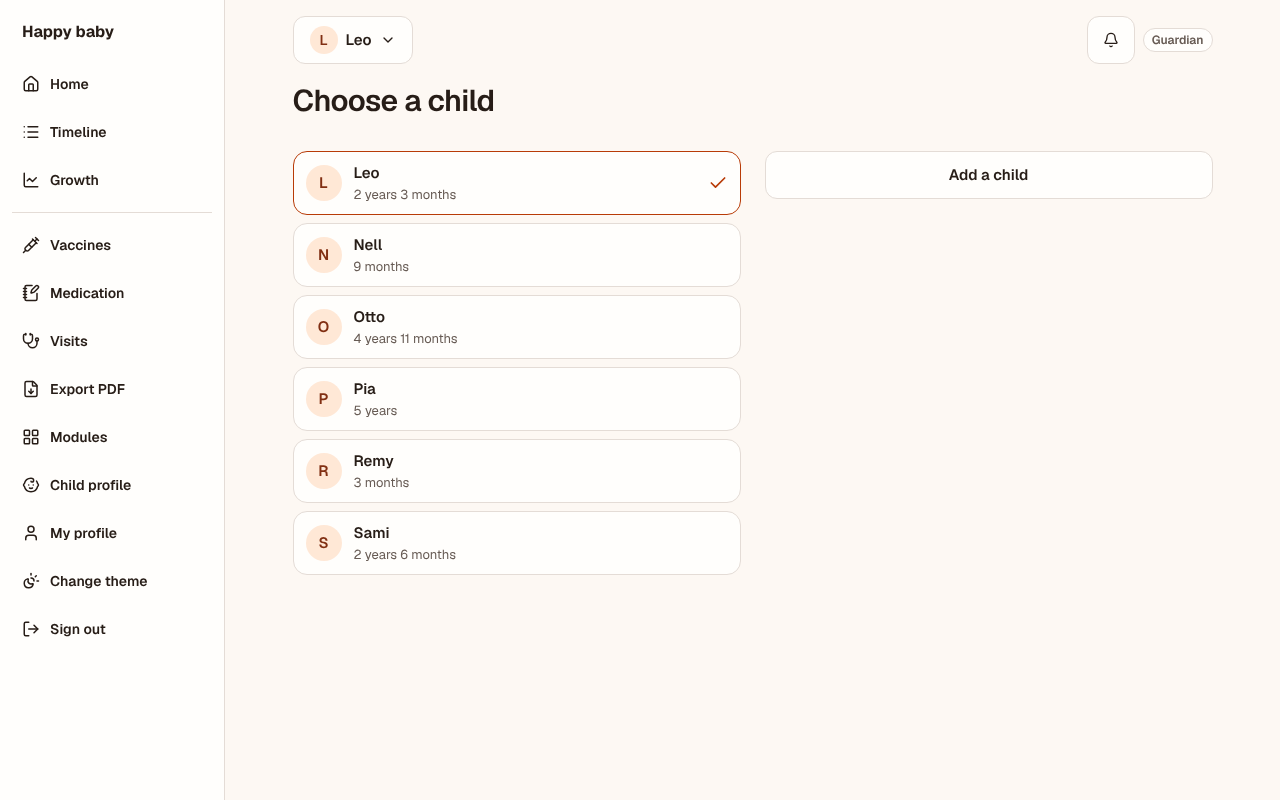 Happy baby
Home
Timeline
Growth
Vaccines
Medication
Visits
Export PDF
Modules
Child profile
My profile
Change theme
Sign out
L Leo
Guardian
Choose a child
L
Leo
2 years 3 months
N
Nell
9 months
O
Otto
4 years 11 months
P
Pia
5 years
R
Remy
3 months
S
Sami
2 years 6 months
Add a child